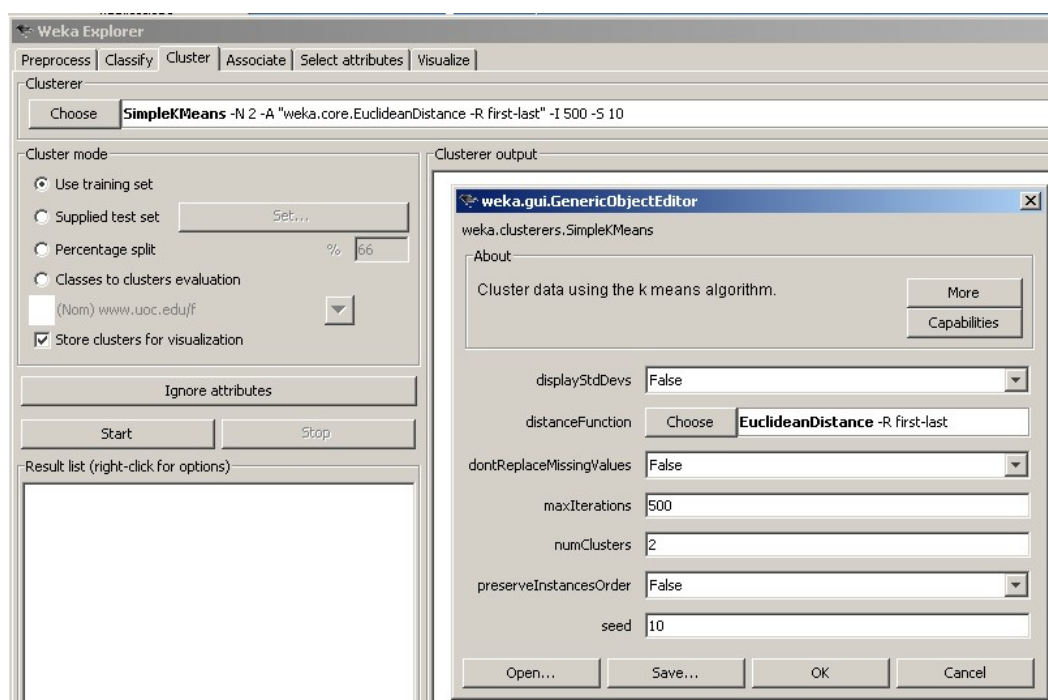 Weka Explorer
Preprocess Classify Cluster Associate Select attributes Visualize
Clusterer
Choose SimpleKMeans -N 2 -A "weka.core.EuclideanDistance -R first-last" -I 500 -S 10
Cluster mode
Use training set
Supplied test set Set...
Percentage split % 66
Classes to clusters evaluation
(Nom) www.uoc.edu/f
Store clusters for visualization
Ignore attributes
Start Stop
Result list (right-click for options)
Clusterer output
weka.gui.GenericObjectEditor
weka.clusterers.SimpleKMeans
About
Cluster data using the k means algorithm.
More
Capabilities
displayStdDevs False
distanceFunction Choose EuclideanDistance -R first-last
dontReplaceMissingValues False
maxIterations 500
numClusters 2
preserveInstancesOrder False
seed 10
Open... Save... OK Cancel